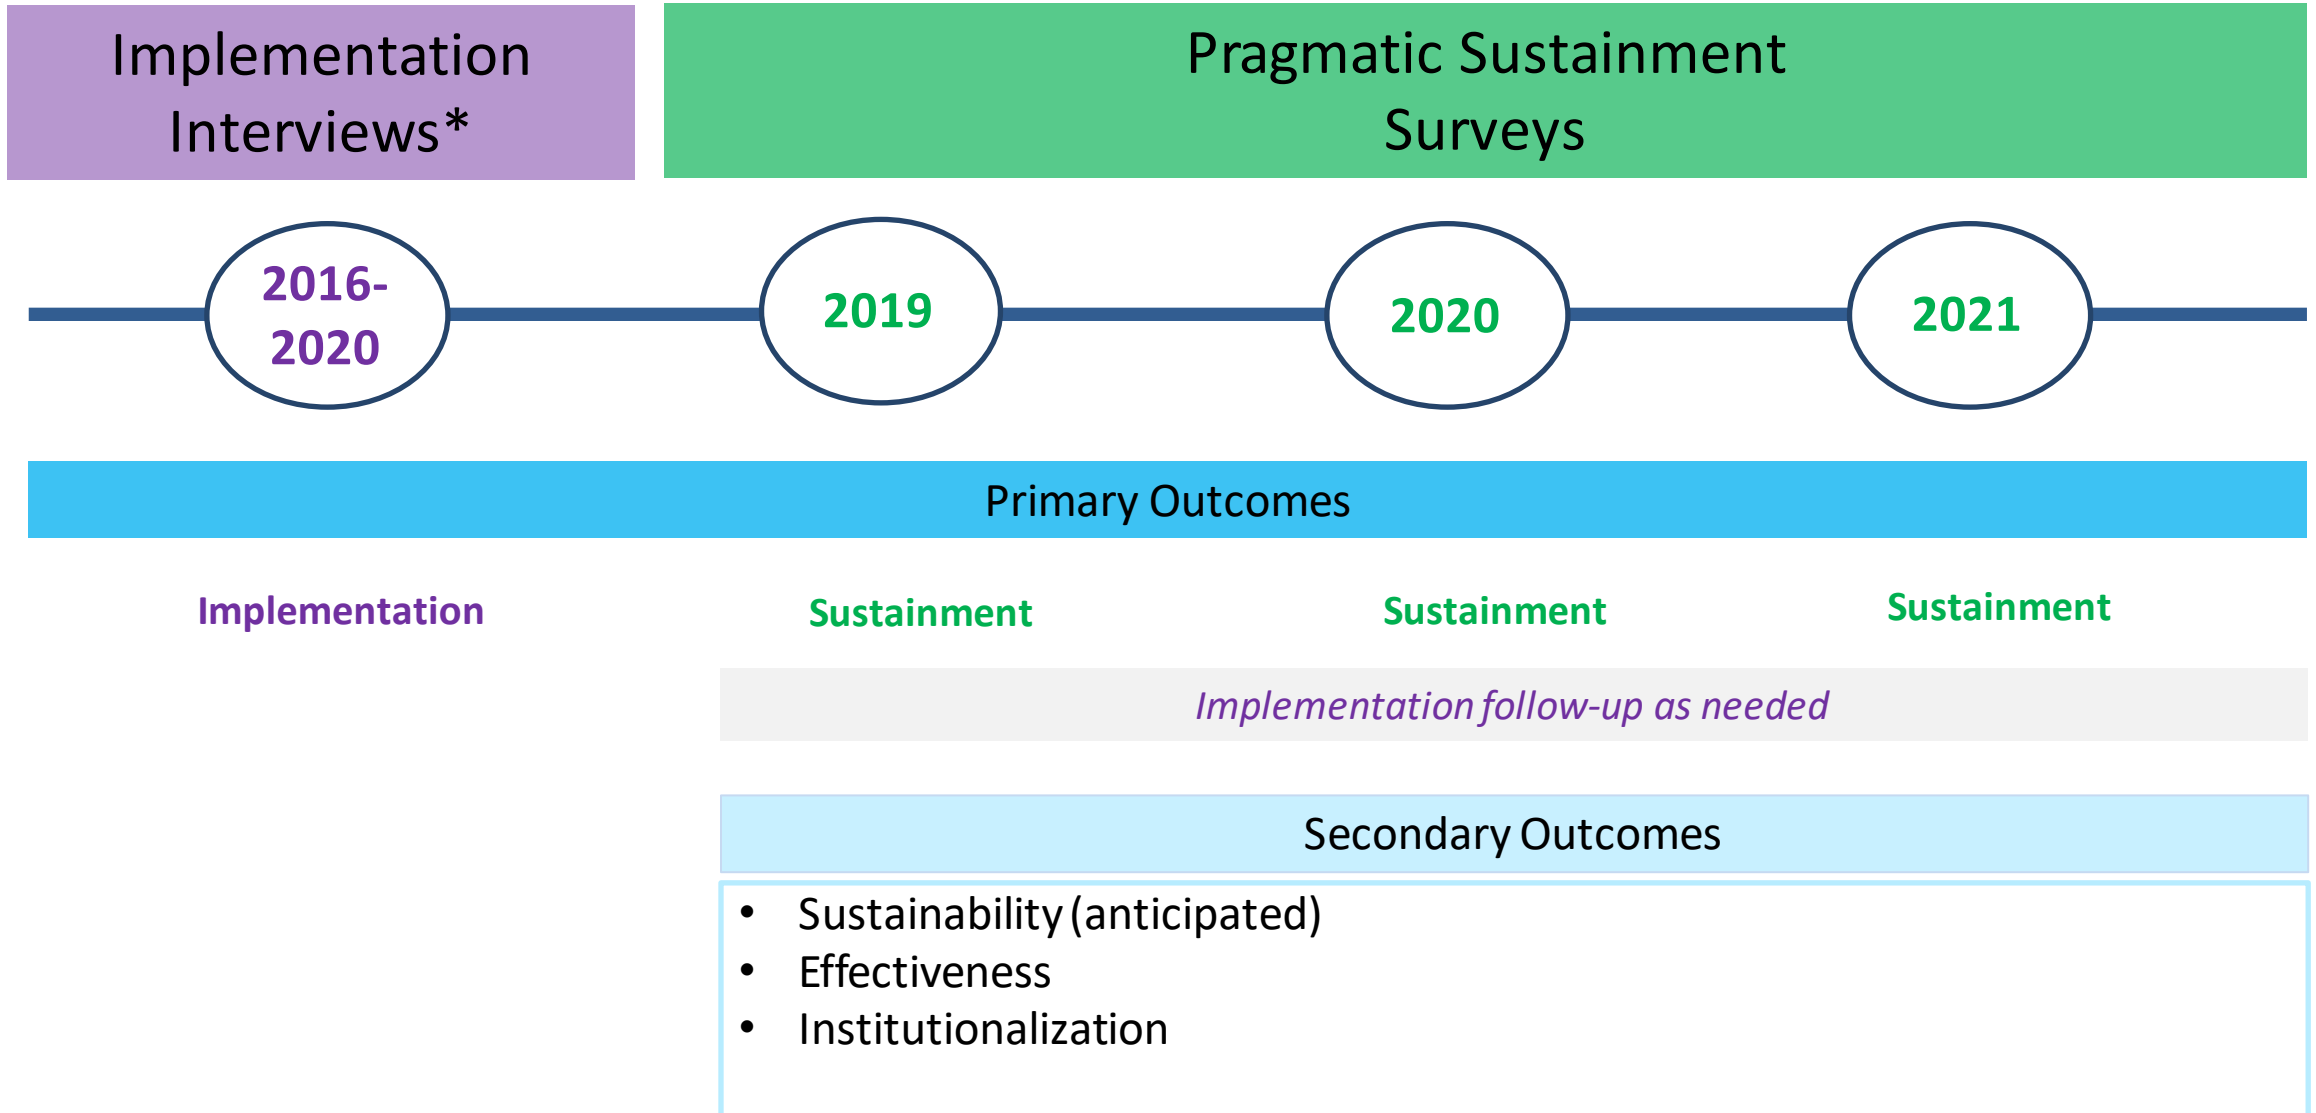 Implementation
Interviews*
Pragmatic Sustainment
Surveys
2016-
2020
2019
2020
2021
Primary Outcomes
Implementation
Sustainment
Sustainment
Sustainment
Implementation follow-up as needed
Secondary Outcomes
• Sustainability (anticipated)
• Effectiveness
• Institutionalization